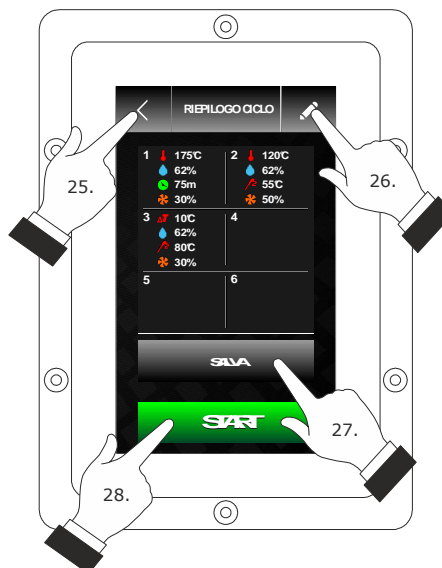 RIEPILOGO CICLO
1 175°C
62%
75m
30%
2 120°C
62%
55°C
50%
3 ΔT 10°C
62%
80°C
30%
4
5
6
25.
26.
SALVA
27.
START
28.